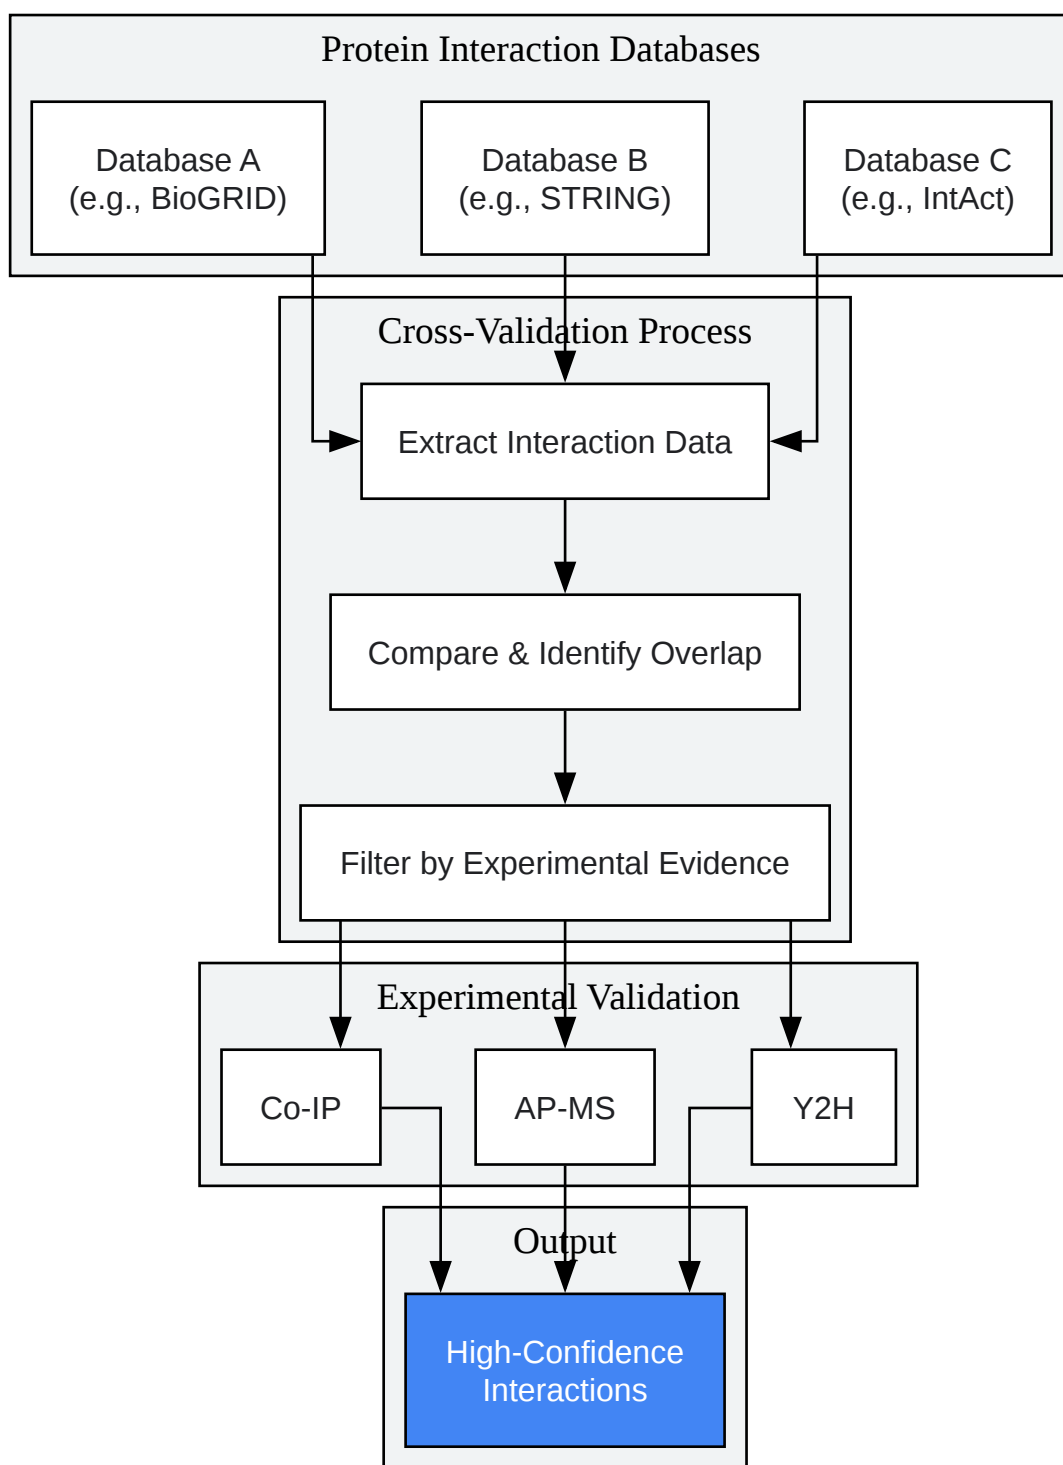 Protein Interaction Databases
Database A
(e.g., BioGRID)
Database B
(e.g., STRING)
Database C
(e.g., IntAct)
Cross-Validation Process
Extract Interaction Data
Compare & Identify Overlap
Filter by Experimental Evidence
Experimental Validation
Co-IP
AP-MS
Y2H
Output
High-Confidence
Interactions